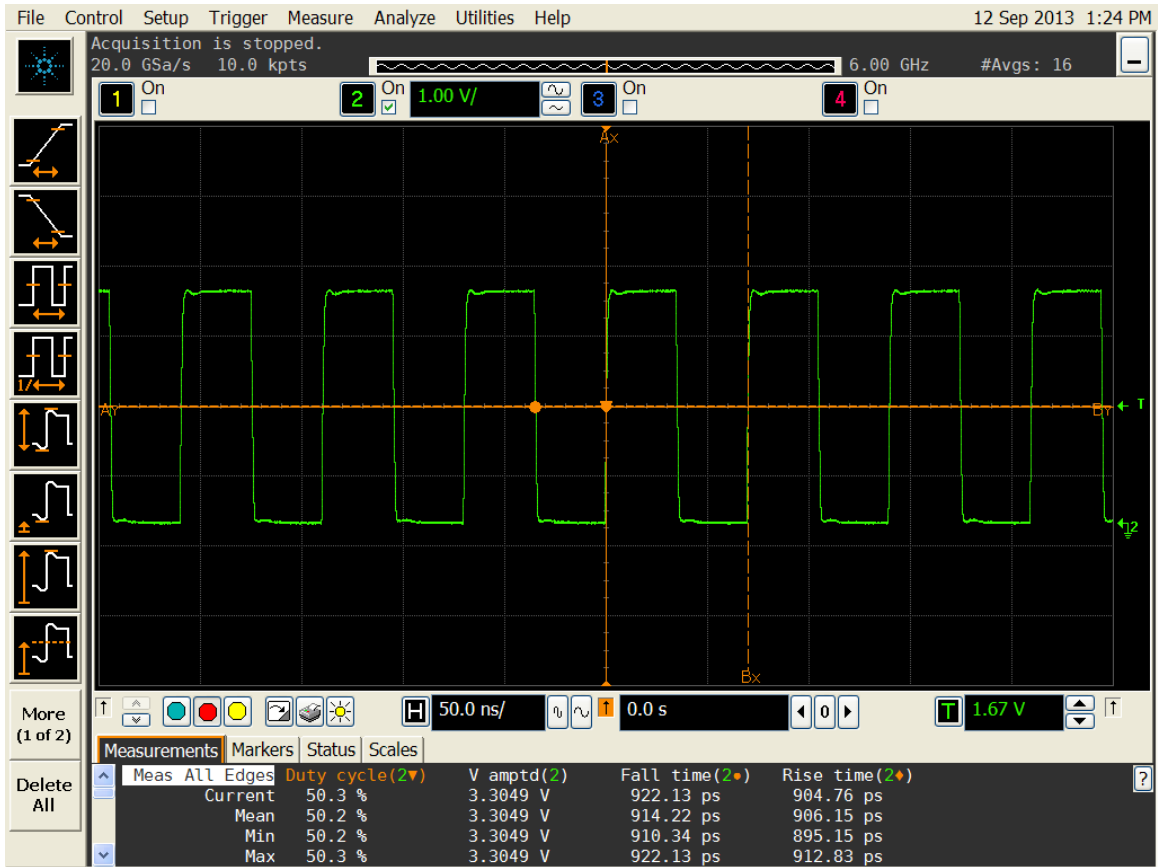 File Control Setup Trigger Measure Analyze Utilities Help 12 Sep 2013 1:24 PM
Acquisition is stopped.
20.0 GSa/s 10.0 kpts 6.00 GHz #Avgs: 16
1 On 2 On 1.00 V/ 3 On 4 On
Ax
1/
AY BY T
2
Bx
More
(1 of 2)
Delete
All
H 50.0 ns/ 0.0 s 0 T 1.67 V
Measurements Markers Status Scales
Meas All Edges Duty cycle(2▼) V amptd(2) Fall time(2●) Rise time(2♦) ?
Current 50.3 % 3.3049 V 922.13 ps 904.76 ps
Mean 50.2 % 3.3049 V 914.22 ps 906.15 ps
Min 50.2 % 3.3049 V 910.34 ps 895.15 ps
Max 50.3 % 3.3049 V 922.13 ps 912.83 ps